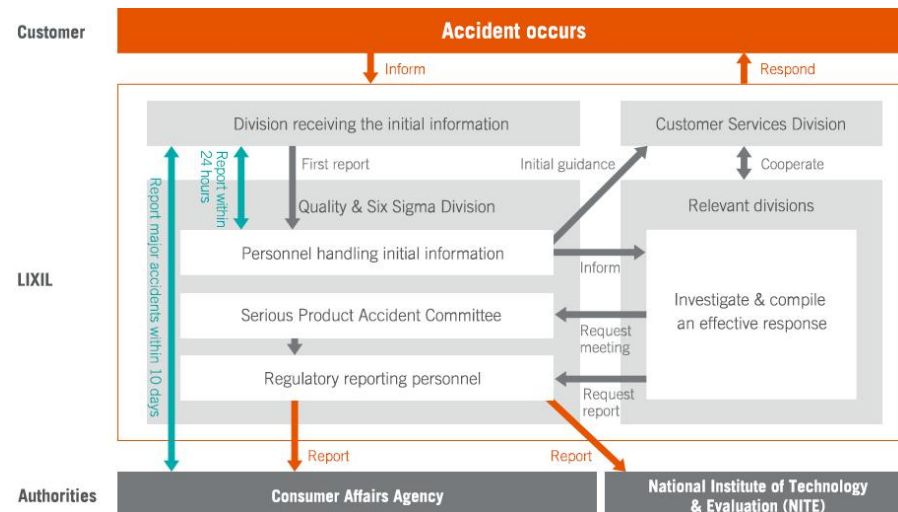 Customer
Accident occurs
Inform
Respond
Division receiving the initial information
Customer Services Division
Report within
24 hours
First report
Initial guidance
Cooperate
Report major accidents within 10 days
Quality & Six Sigma Division
Relevant divisions
Personnel handling initial information
Inform
LIXIL
Serious Product Accident Committee
Investigate & compile
an effective response
Request
meeting
Regulatory reporting personnel
Request
report
Report
Report
Authorities
Consumer Affairs Agency
National Institute of Technology
& Evaluation (NITE)